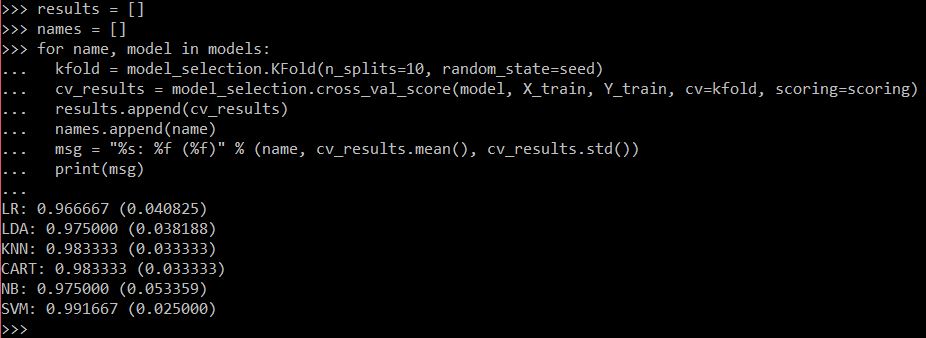 >>> results = []
>>> names = []
>>> for name, model in models:
...   kfold = model_selection.KFold(n_splits=10, random_state=seed)
...   cv_results = model_selection.cross_val_score(model, X_train, Y_train, cv=kfold, scoring=scoring)
...   results.append(cv_results)
...   names.append(name)
...   msg = "%s: %f (%f)" % (name, cv_results.mean(), cv_results.std())
...   print(msg)
...
LR: 0.966667 (0.040825)
LDA: 0.975000 (0.038188)
KNN: 0.983333 (0.033333)
CART: 0.983333 (0.033333)
NB: 0.975000 (0.053359)
SVM: 0.991667 (0.025000)
>>>